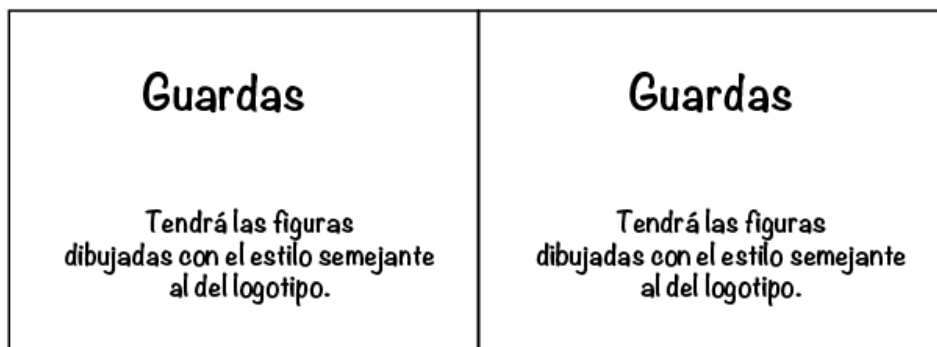 Guardas
Tendrá las figuras
dibujadas con el estilo semejante
al del logotipo.
Guardas
Tendrá las figuras
dibujadas con el estilo semejante
al del logotipo.